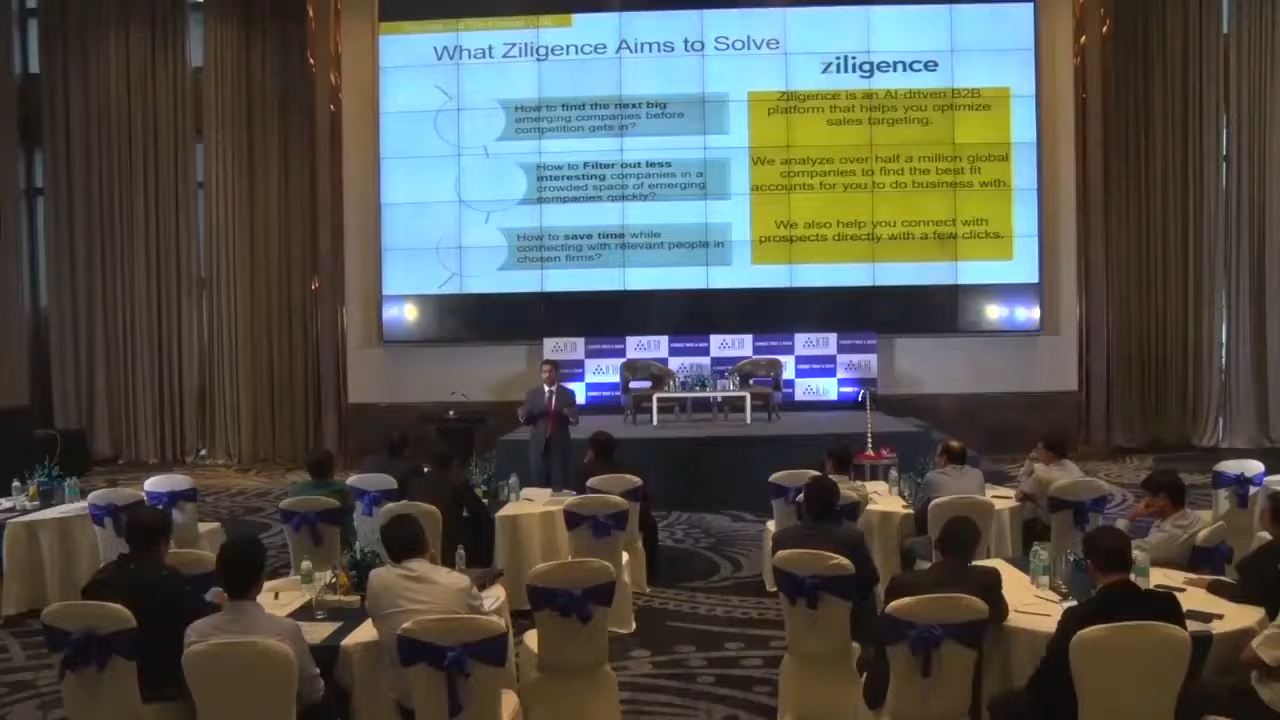 What Ziligence Aims to Solve
ziligence
How to find the next big
emerging companies before
competition gets in?
How to Filter out less
interesting companies in a
crowded space of emerging
companies quickly?
How to save time while
connecting with relevant people in
chosen firms?
Ziligence is an AI-driven B2B
platform that helps you optimize
sales targeting.
We analyze over half a million global
companies to find the best fit
accounts for you to do business with.
We also help you connect with
prospects directly with a few clicks.